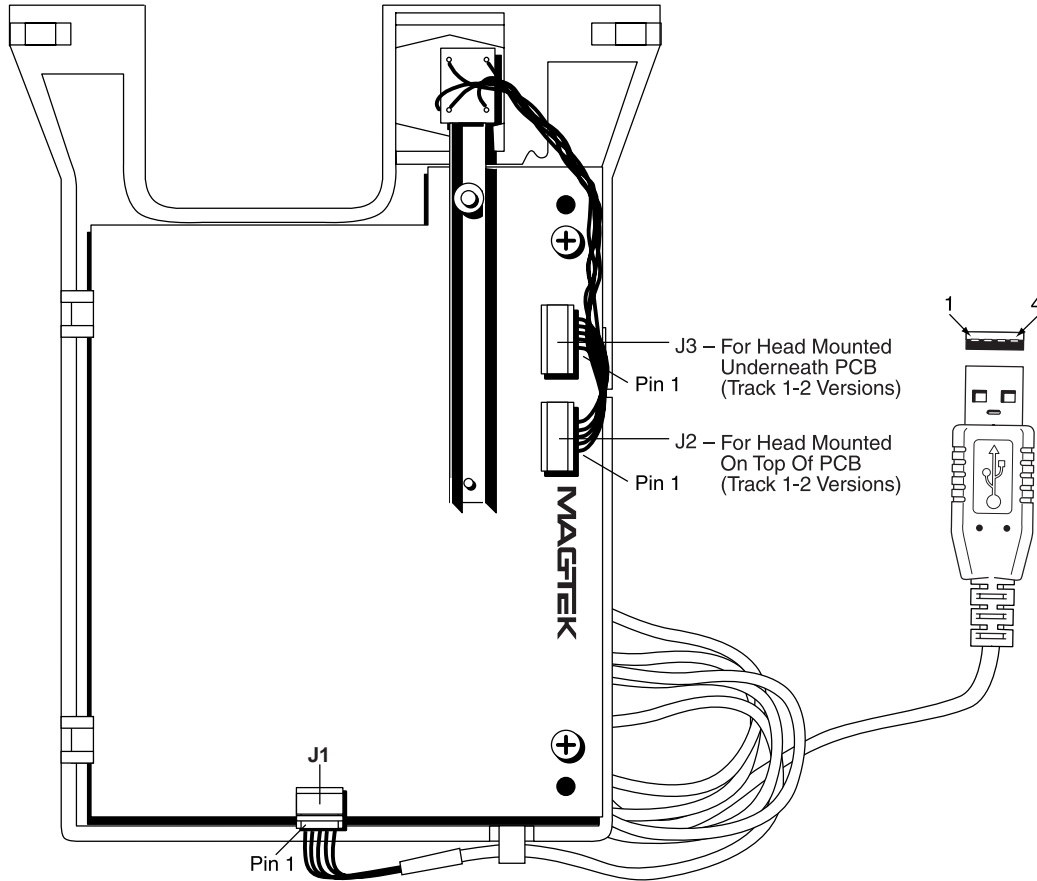 1 4
J3 – For Head Mounted
Underneath PCB
(Track 1-2 Versions)
Pin 1
J2 – For Head Mounted
On Top Of PCB
(Track 1-2 Versions)
Pin 1
MAGTEK
J1
Pin 1